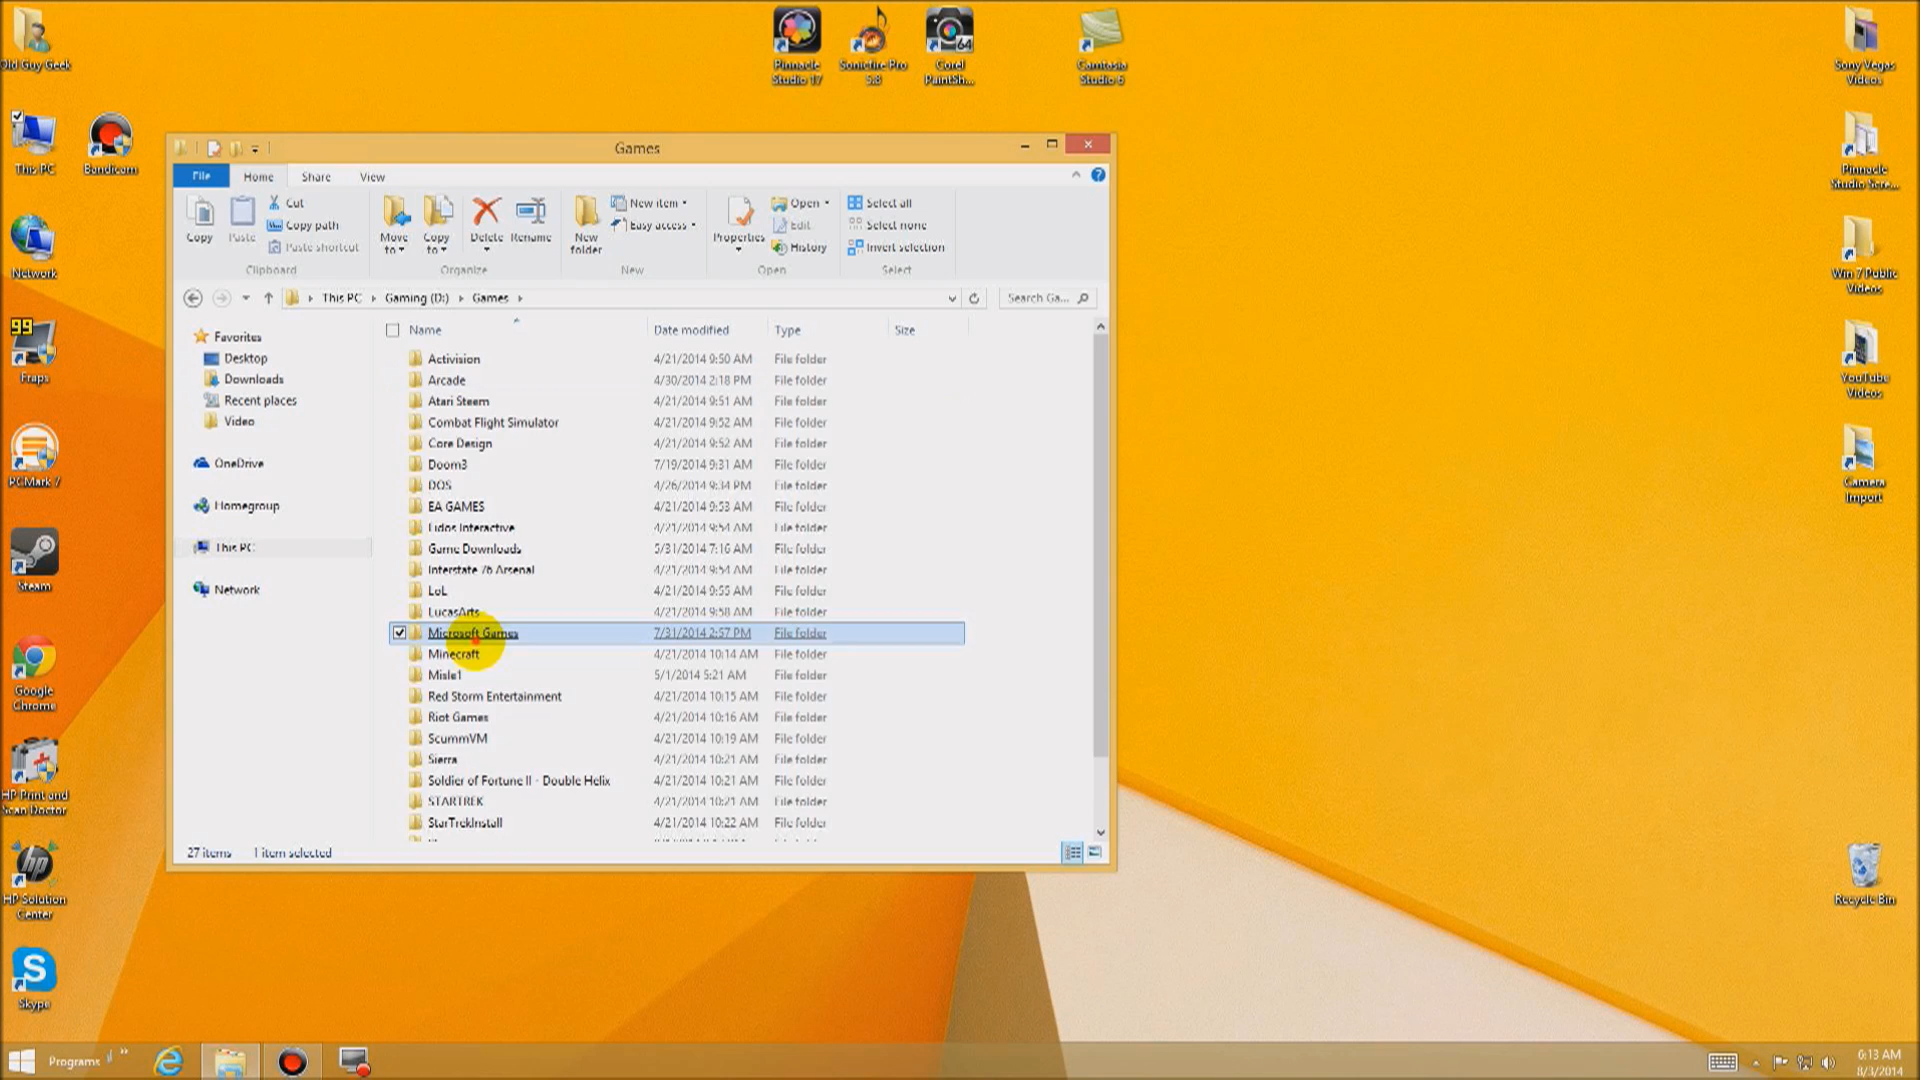 Old Guy Geek
Pinnacle
Studio 17
Sonicfire Pro
5.8
64
Corel
PaintSh...
Camtasia
Studio 6
Sony Vegas
Videos
This PC
Bandicam
Pinnacle
Studio Scre...
Network
Win 7 Public
Videos
99
Fraps
YouTube
Videos
PCMark 7
Camera
Import
Steam
Google
Chrome
HP Print and
Scan Doctor
hp
HP Solution
Center
Recycle Bin
Skype
Games
File Home Share View
Copy
Paste
Cut
Copy path
Paste shortcut
Clipboard
Move
to
Copy
to
Delete
Rename
Organize
New
folder
New item
Easy access
New
Properties
Open
Edit
History
Open
Select all
Select none
Invert selection
Select
This PC Gaming (D:) Games
Search Ga...
Favorites
Desktop
Downloads
Recent places
Video
OneDrive
Homegroup
This PC
Network
Name Date modified Type Size
Activision 4/21/2014 9:50 AM File folder
Arcade 4/30/2014 2:18 PM File folder
Atari Steem 4/21/2014 9:51 AM File folder
Combat Flight Simulator 4/21/2014 9:52 AM File folder
Core Design 4/21/2014 9:52 AM File folder
Doom3 7/19/2014 9:31 AM File folder
DOS 4/26/2014 9:34 PM File folder
EA GAMES 4/21/2014 9:53 AM File folder
Eidos Interactive 4/21/2014 9:54 AM File folder
Game Downloads 5/31/2014 7:16 AM File folder
Interstate 76 Arsenal 4/21/2014 9:54 AM File folder
LoL 4/21/2014 9:55 AM File folder
LucasArts 4/21/2014 9:58 AM File folder
Microsoft Games 7/31/2014 2:57 PM File folder
Minecraft 4/21/2014 10:14 AM File folder
Misle1 5/1/2014 5:21 AM File folder
Red Storm Entertainment 4/21/2014 10:15 AM File folder
Riot Games 4/21/2014 10:16 AM File folder
ScummVM 4/21/2014 10:19 AM File folder
Sierra 4/21/2014 10:21 AM File folder
Soldier of Fortune II - Double Helix 4/21/2014 10:21 AM File folder
STARTREK 4/21/2014 10:21 AM File folder
StarTrekInstall 4/21/2014 10:22 AM File folder
27 items 1 item selected
Programs
6:13 AM
8/3/2014